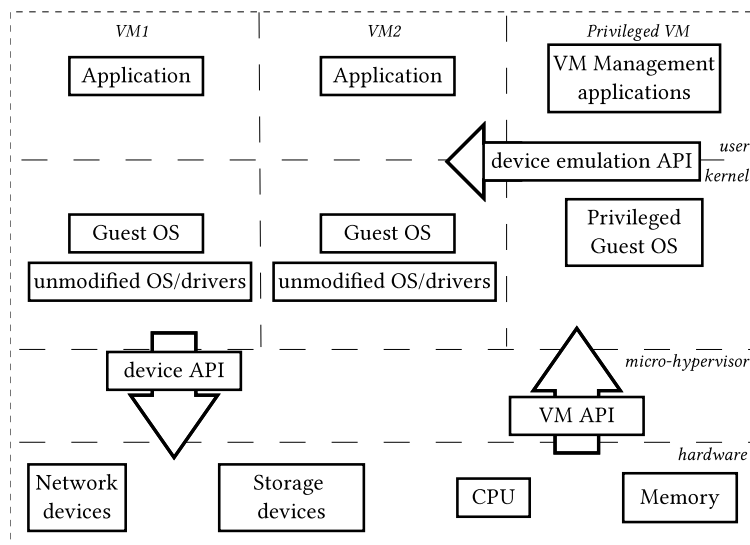 VM1
VM2
Privileged VM
Application
Application
VM Management
applications
user
device emulation API
kernel
Guest OS
Guest OS
Privileged
Guest OS
unmodified OS/drivers
unmodified OS/drivers
device API
micro-hypervisor
VM API
hardware
Network
devices
Storage
devices
CPU
Memory